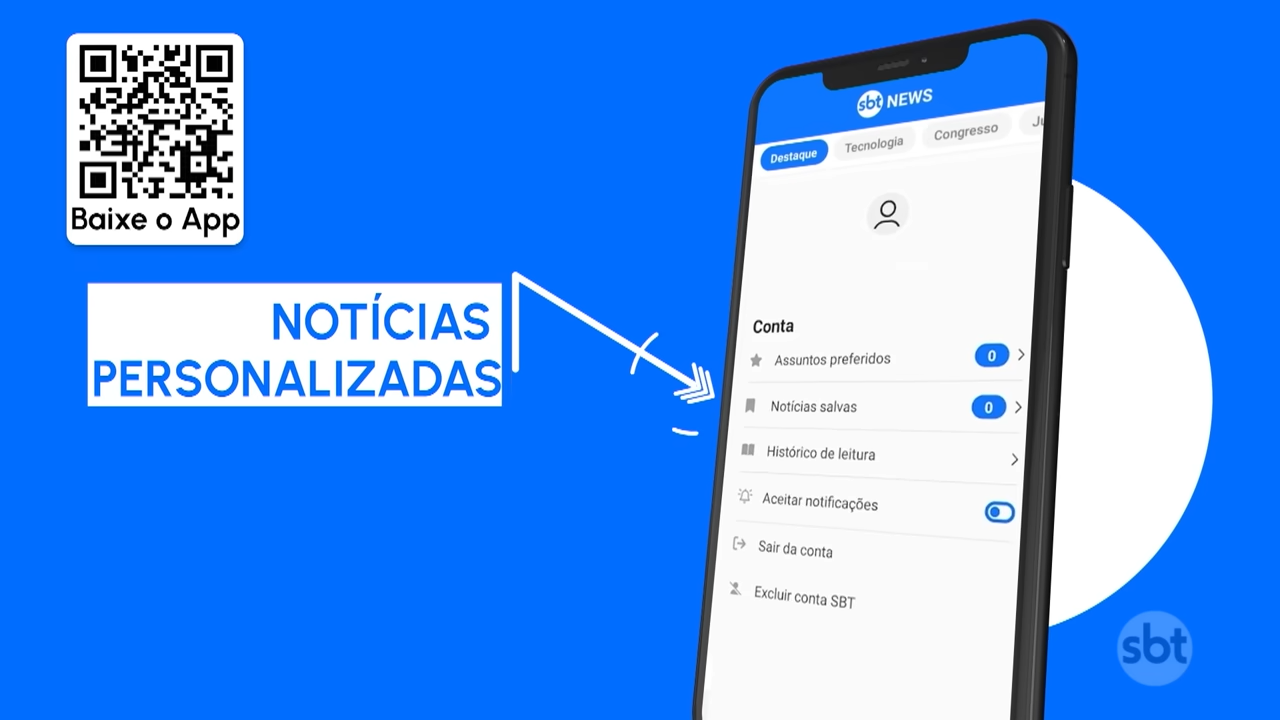 Baixe o App
NOTÍCIAS
PERSONALIZADAS
sbt NEWS
Destaque
Tecnologia
Congresso
Conta
Assuntos preferidos
0
Notícias salvas
0
Histórico de leitura
Aceitar notificações
Sair da conta
Excluir conta SBT
sbt